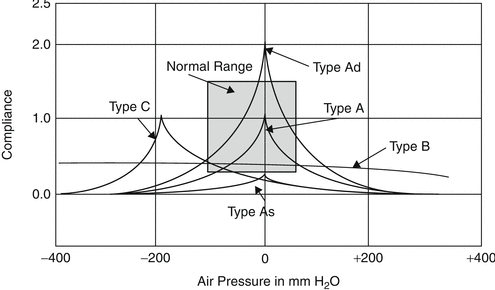 2.5
2.0
Normal Range
Type Ad
Type C
Type A
1.0
Type B
Compliance
0.0
Type As
−400
−200
0
+200
+400
Air Pressure in mm H₂O